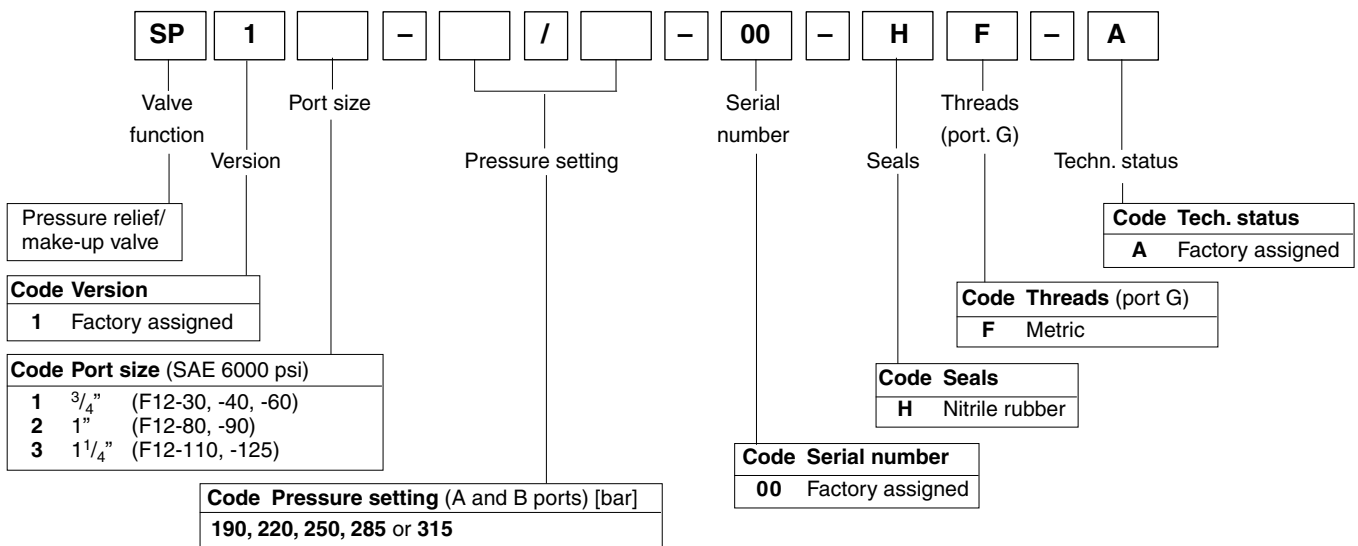 SP 1 – / – 00 – H F – A
Valve function
Version
Port size
Pressure setting
Serial number
Seals
Threads (port. G)
Techn. status
Pressure relief/
make-up valve
Code Version
1 Factory assigned
Code Port size (SAE 6000 psi)
1 3/4” (F12-30, -40, -60)
2 1” (F12-80, -90)
3 1 1/4” (F12-110, -125)
Code Pressure setting (A and B ports) [bar]
190, 220, 250, 285 or 315
Code Serial number
00 Factory assigned
Code Seals
H Nitrile rubber
Code Threads (port G)
F Metric
Code Tech. status
A Factory assigned